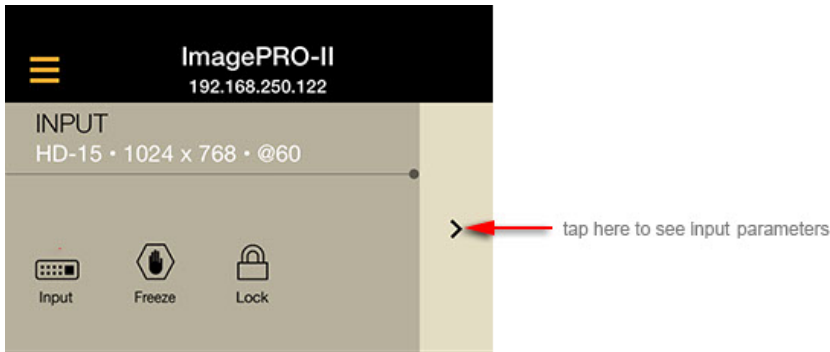 ImagePRO-II
192.168.250.122
INPUT
HD-15 • 1024 x 768 • @60
tap here to see input parameters
Input Freeze Lock